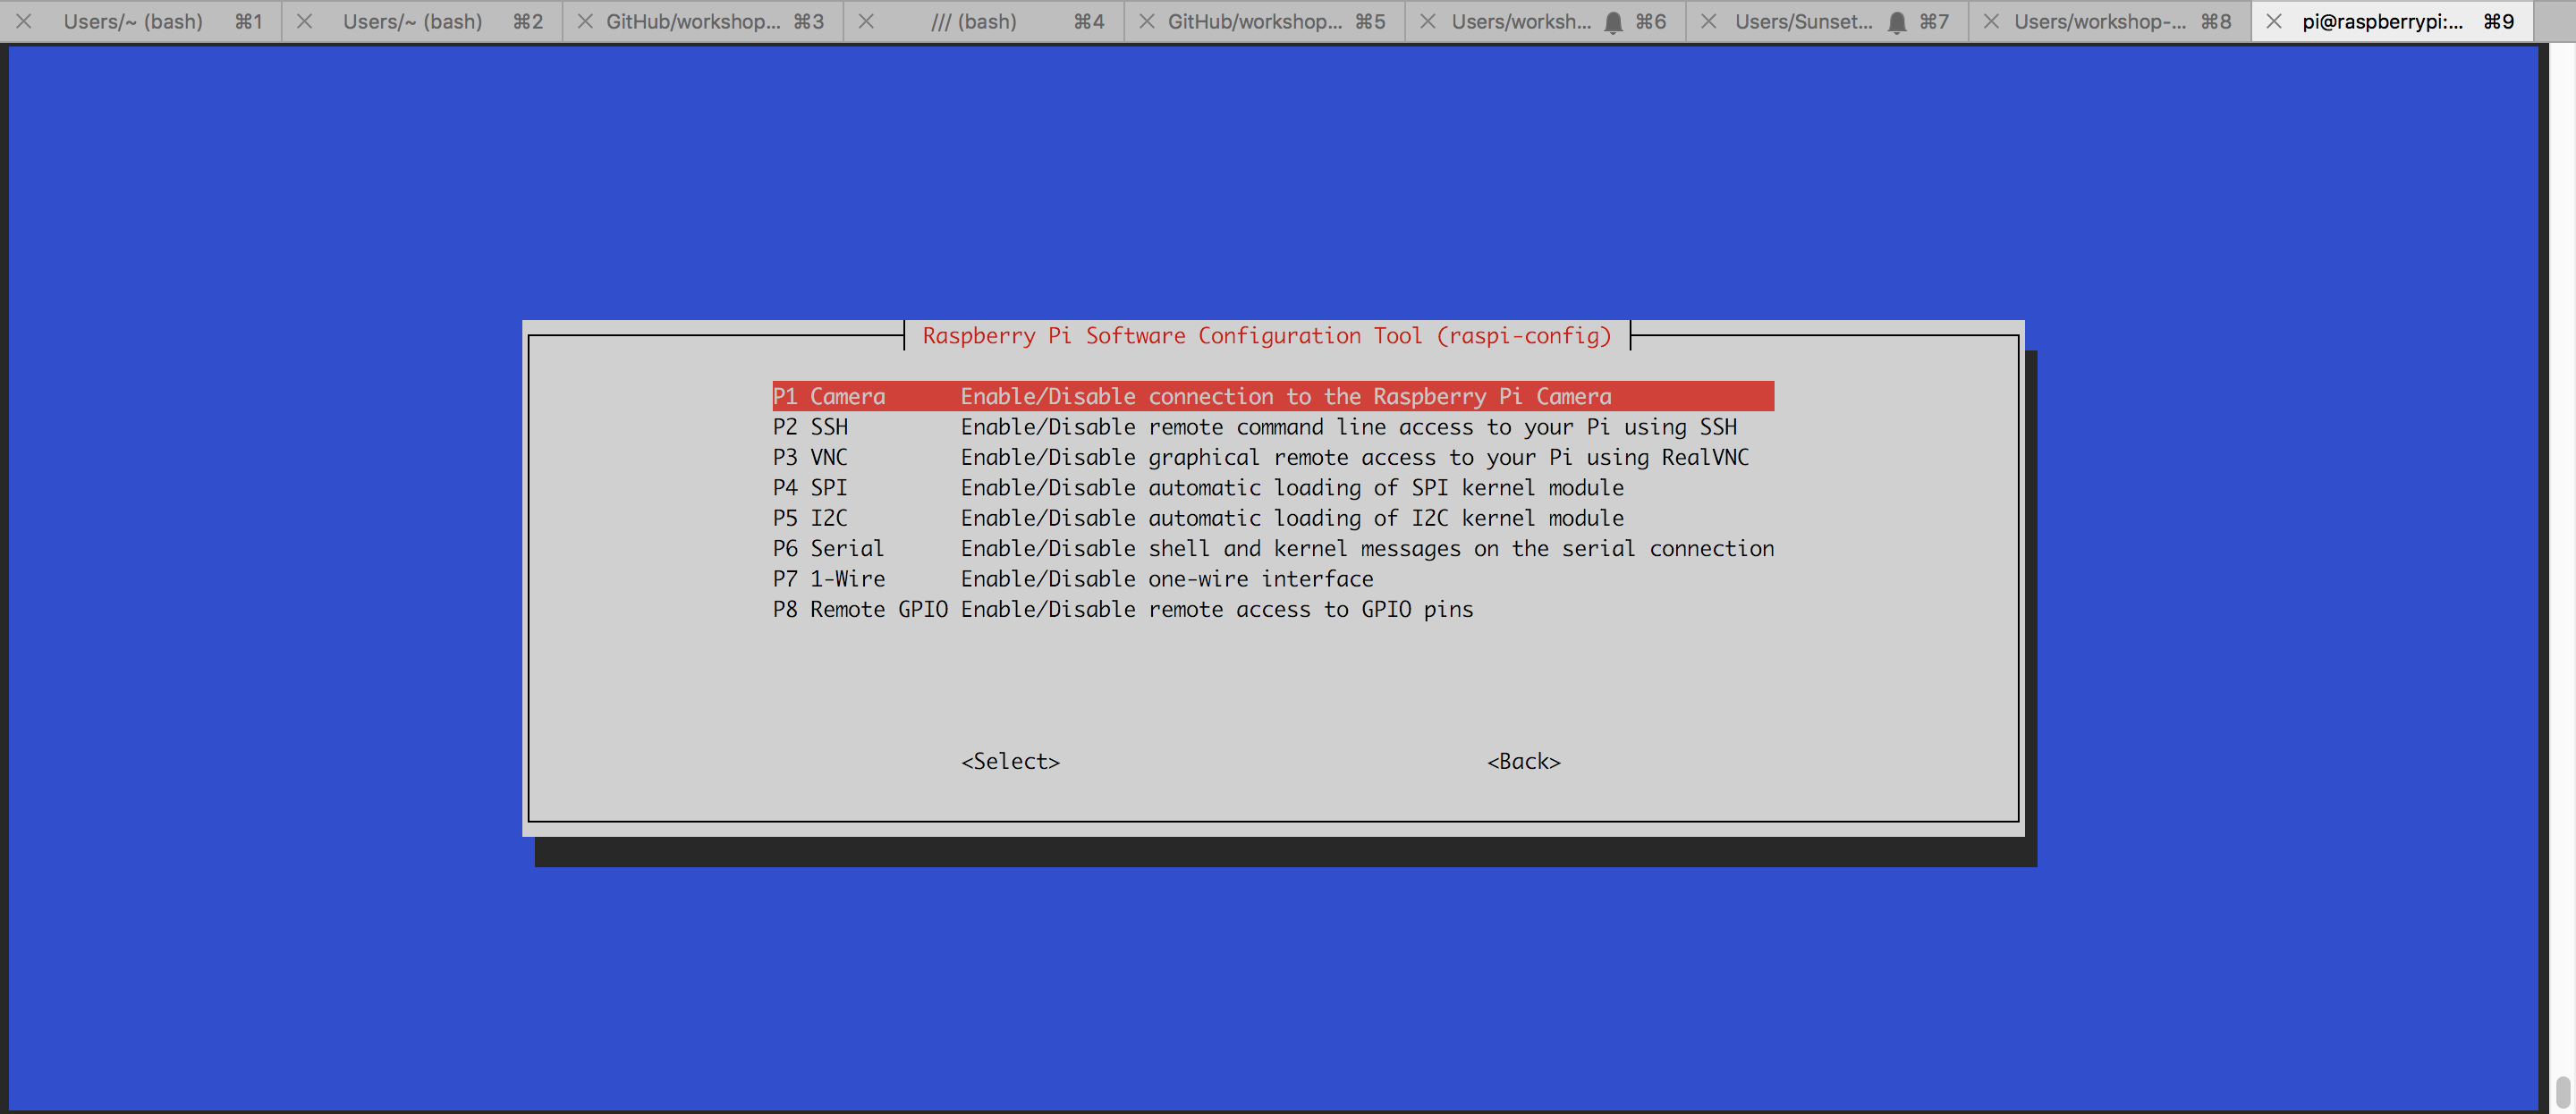 Users/~ (bash) ⌘1 Users/~ (bash) ⌘2 GitHub/workshop... ⌘3 /// (bash) ⌘4 GitHub/workshop... ⌘5 Users/worksh... ⌘6 Users/Sunset... ⌘7 Users/workshop-... ⌘8 pi@raspberrypi:... ⌘9
Raspberry Pi Software Configuration Tool (raspi-config)
P1 Camera Enable/Disable connection to the Raspberry Pi Camera
P2 SSH Enable/Disable remote command line access to your Pi using SSH
P3 VNC Enable/Disable graphical remote access to your Pi using RealVNC
P4 SPI Enable/Disable automatic loading of SPI kernel module
P5 I2C Enable/Disable automatic loading of I2C kernel module
P6 Serial Enable/Disable shell and kernel messages on the serial connection
P7 1-Wire Enable/Disable one-wire interface
P8 Remote GPIO Enable/Disable remote access to GPIO pins
<Select> <Back>